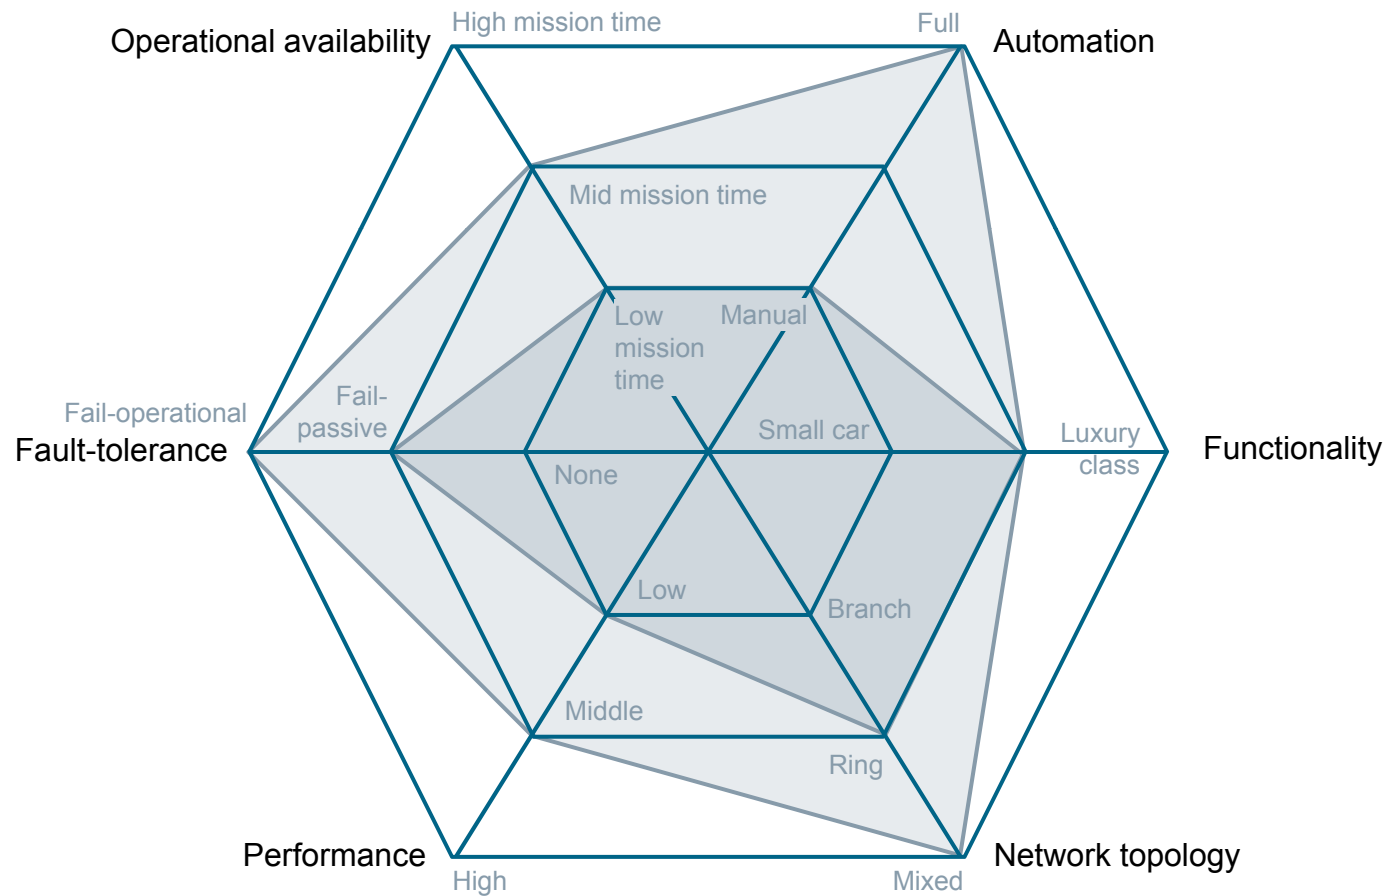 High mission time
Full
Operational availability
Automation
Mid mission time
Low
mission
time
Manual
Fail-operational
Fail-
passive
Small car
Luxury
class
Fault-tolerance
Functionality
None
Low
Branch
Middle
Ring
Performance
Network topology
High
Mixed